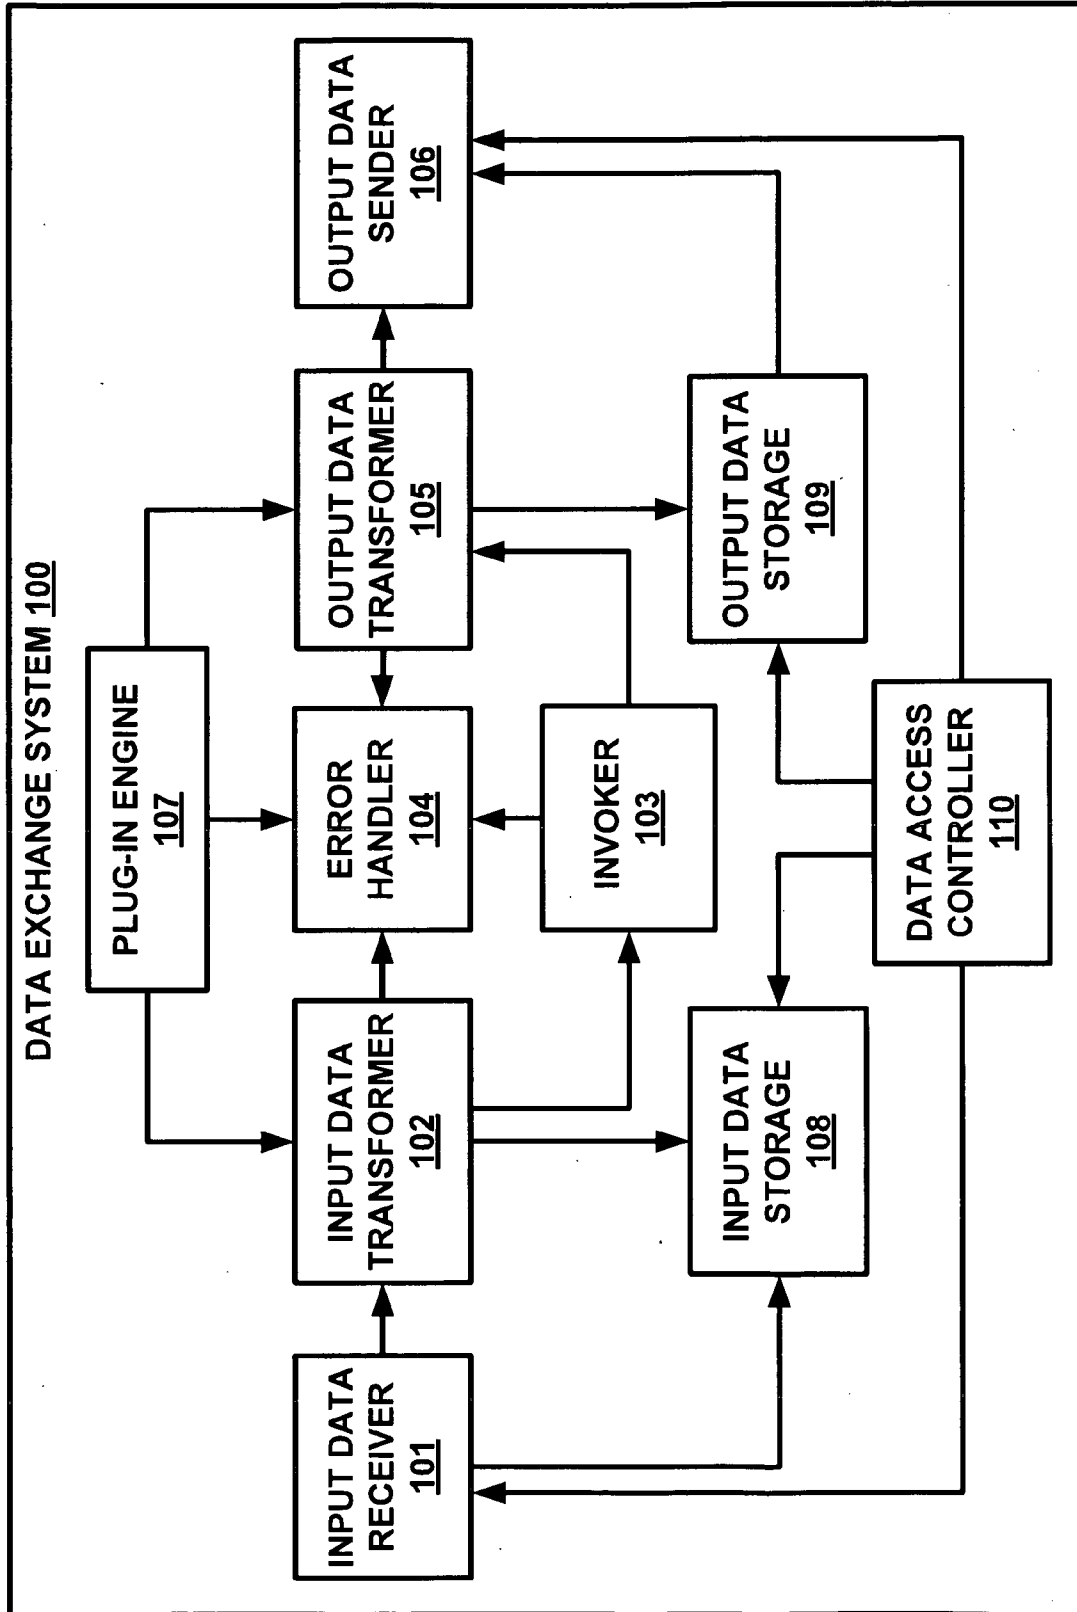 DATA EXCHANGE SYSTEM 100
PLUG-IN ENGINE
107
INPUT DATA
RECEIVER
101
INPUT DATA
TRANSFORMER
102
ERROR
HANDLER
104
OUTPUT DATA
TRANSFORMER
105
OUTPUT DATA
SENDER
106
INVOKER
103
INPUT DATA
STORAGE
108
OUTPUT DATA
STORAGE
109
DATA ACCESS
CONTROLLER
110